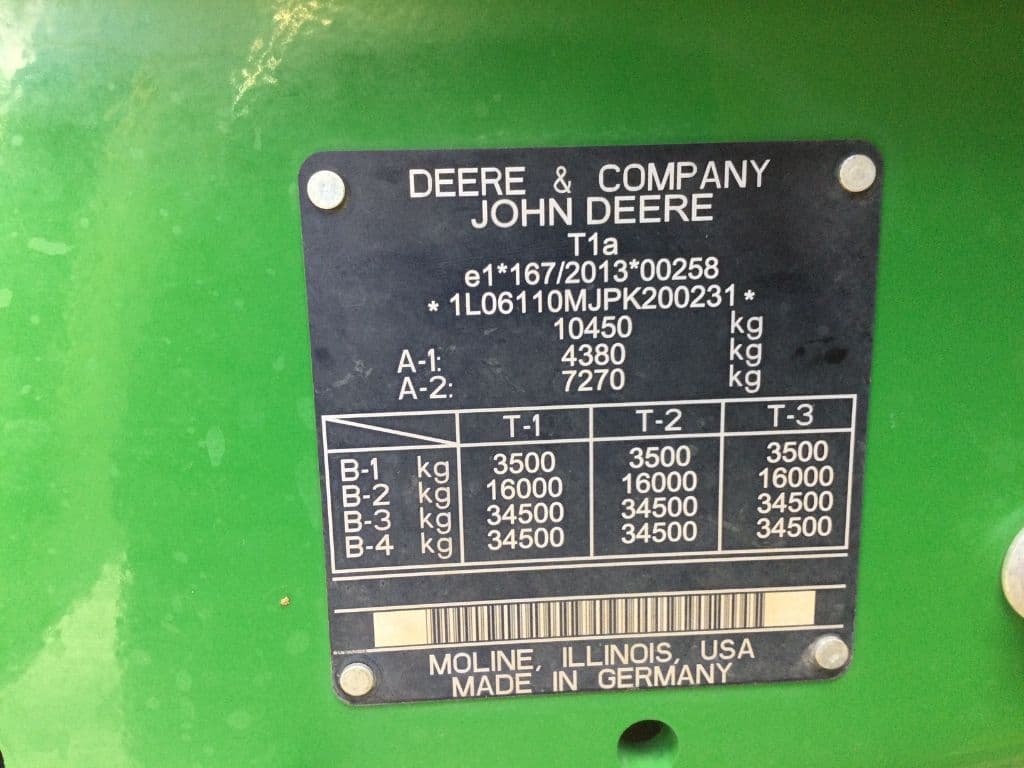 DEERE & COMPANY
JOHN DEERE
T1a
e1*167/2013*00258
* 1L06110MJPK200231 *
10450 kg
A-1: 4380 kg
A-2: 7270 kg
T-1 T-2 T-3
B-1 kg 3500 3500 3500
B-2 kg 16000 16000 16000
B-3 kg 34500 34500 34500
B-4 kg 34500 34500 34500
MOLINE, ILLINOIS, USA
MADE IN GERMANY